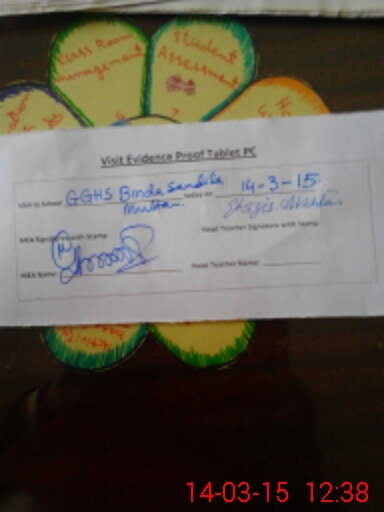 Class Room
management
Student
Assessment
Visit Evidence Proof Tablet PC
Visit to School GGHS Binda Sandila today on 14-3-15.
Multan
MEA Signature with Stamp
Head Teacher Signature with Stamp
MEA Name:
Head Teacher Name:
14-03-15 12:38